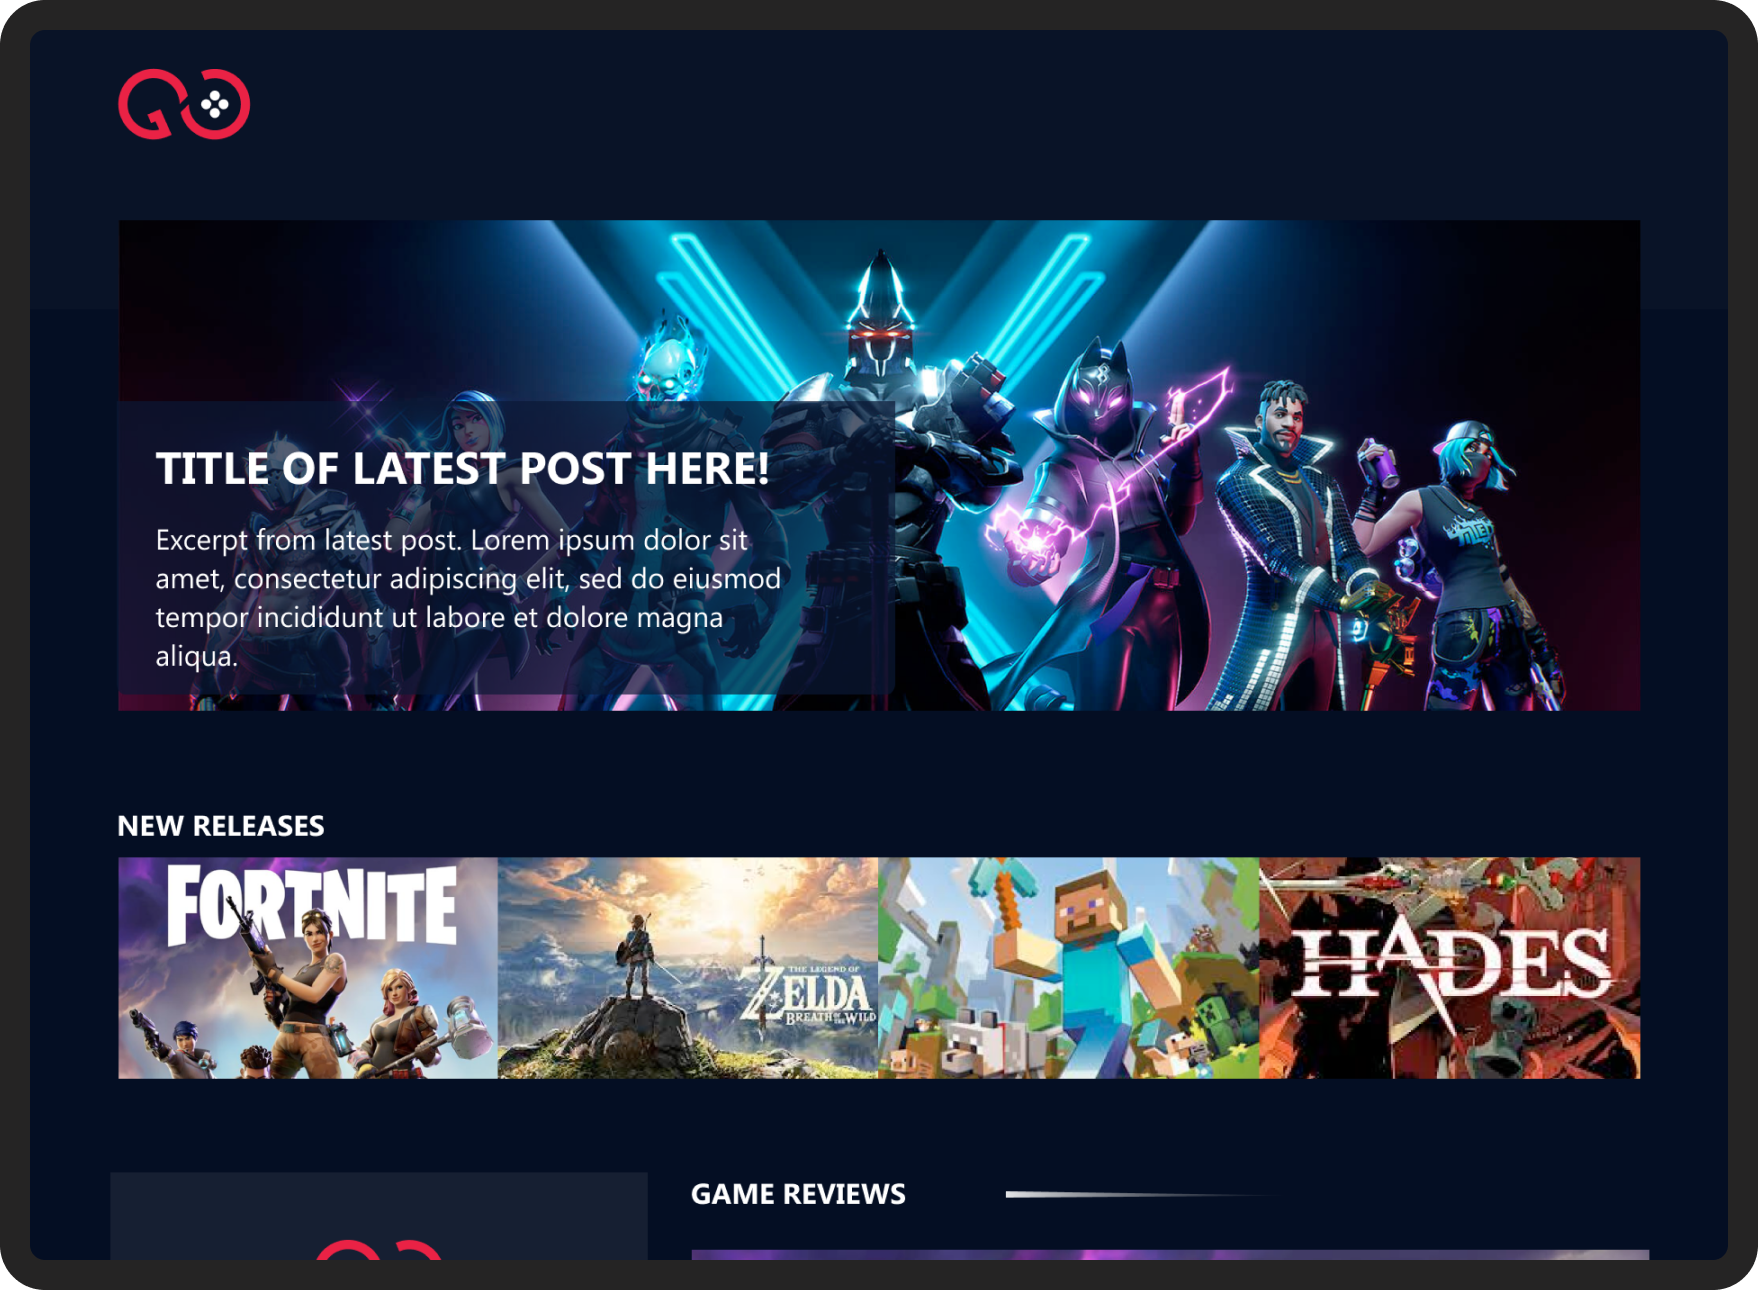 TITLE OF LATEST POST HERE!
Excerpt from latest post. Lorem ipsum dolor sit
amet, consectetur adipiscing elit, sed do eiusmod
tempor incididunt ut labore et dolore magna
aliqua.
NEW RELEASES
FORTNITE
THE LEGEND OF
ZELDA
BREATH OF THE WILD
HADES
GAME REVIEWS